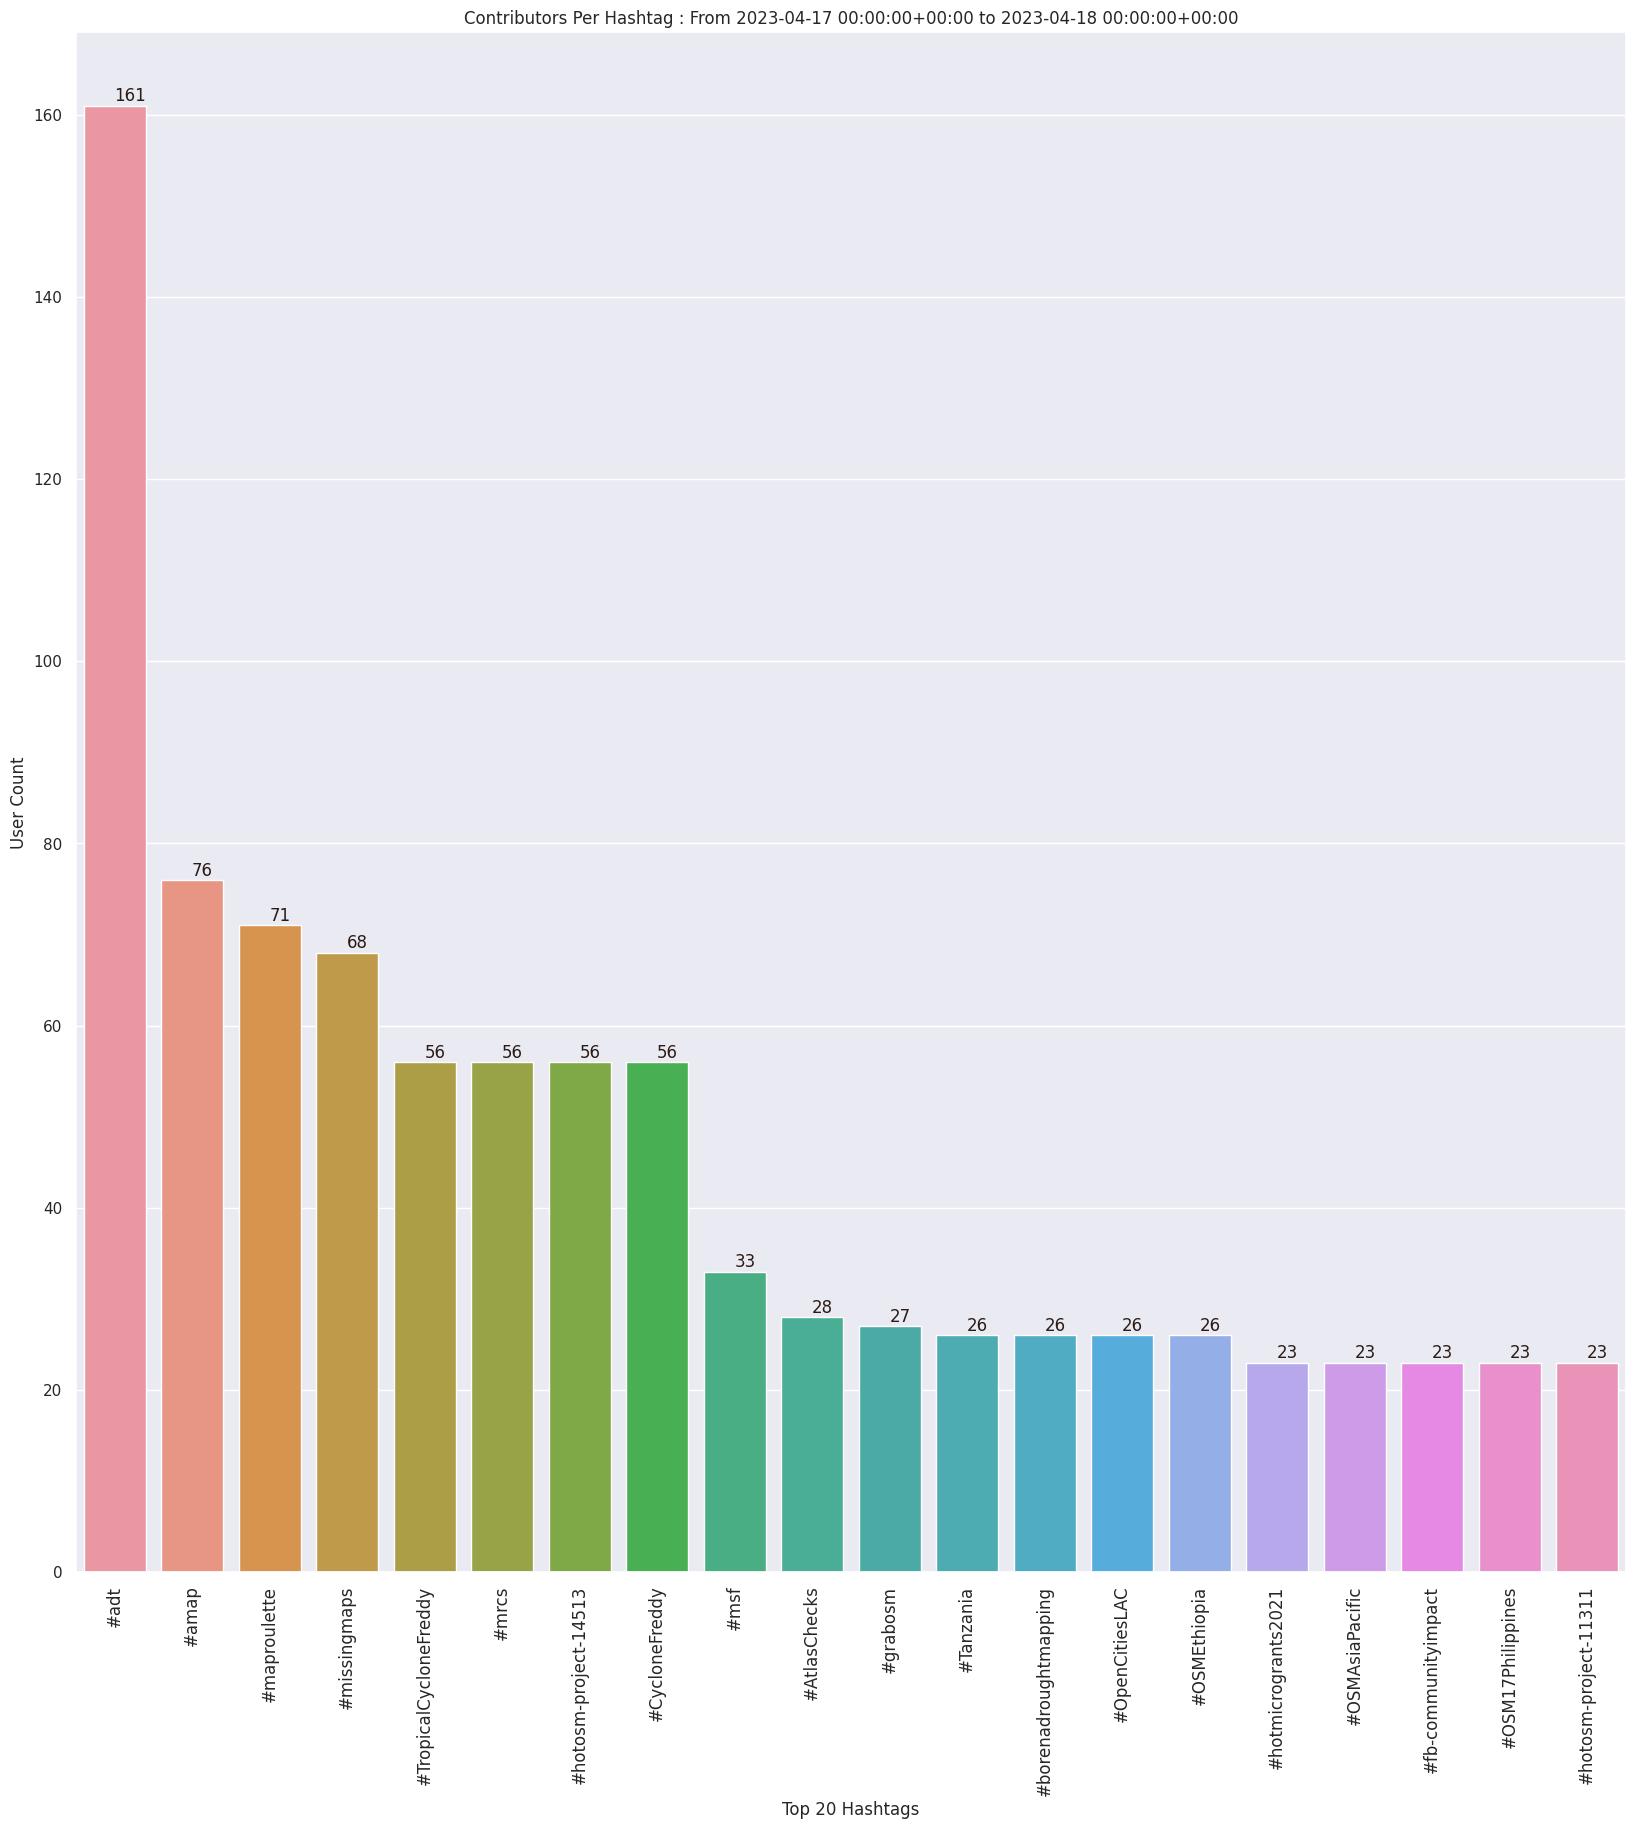 Contributors Per Hashtag : From 2023-04-17 00:00:00+00:00 to 2023-04-18 00:00:00+00:00
User Count
160
140
120
100
80
60
40
20
0
161
76
71
68
56
56
56
56
33
28
27
26
26
26
26
23
23
23
23
23
#adt
#amap
#maproulette
#missingmaps
#TropicalCycloneFreddy
#mrcs
#hotosm-project-14513
#CycloneFreddy
#msf
#AtlasChecks
#grabosm
#Tanzania
#borenadroughtmapping
#OpenCitiesLAC
#OSMEthiopia
#hotmicrogrants2021
#OSMAsiaPacific
#fb-communityimpact
#OSM17Philippines
#hotosm-project-11311
Top 20 Hashtags